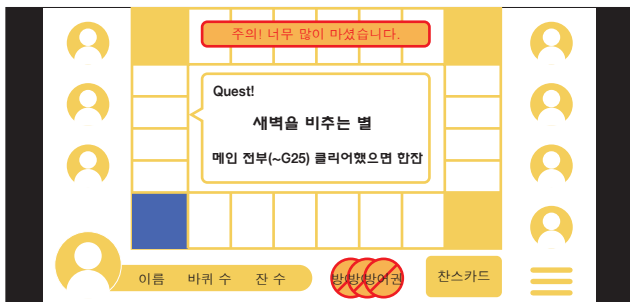 주의! 너무 많이 마셨습니다.
Quest!
새벽을 비추는 별
메인 전부(~G25) 클리어했으면 한잔
이름 바퀴 수 잔 수
방방방어권
찬스카드